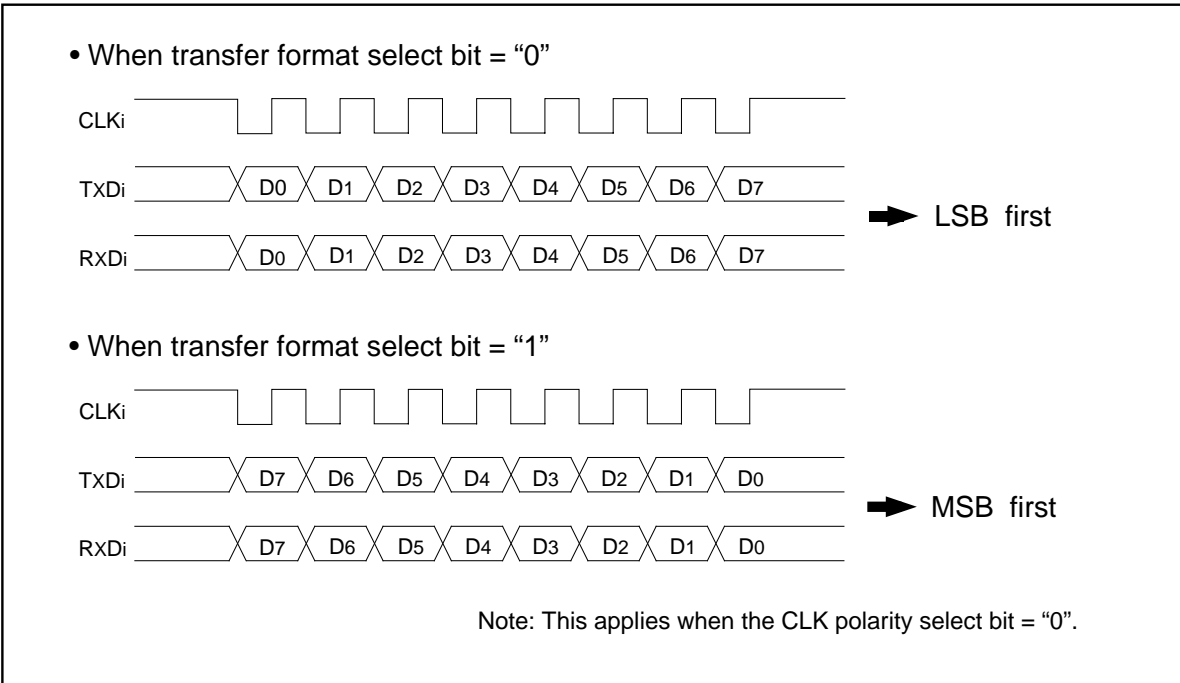 • When transfer format select bit = “0”
CLKi
TXDi D0 D1 D2 D3 D4 D5 D6 D7
RXDi D0 D1 D2 D3 D4 D5 D6 D7
LSB first
• When transfer format select bit = “1”
CLKi
TXDi D7 D6 D5 D4 D3 D2 D1 D0
RXDi D7 D6 D5 D4 D3 D2 D1 D0
MSB first
Note: This applies when the CLK polarity select bit = “0”.